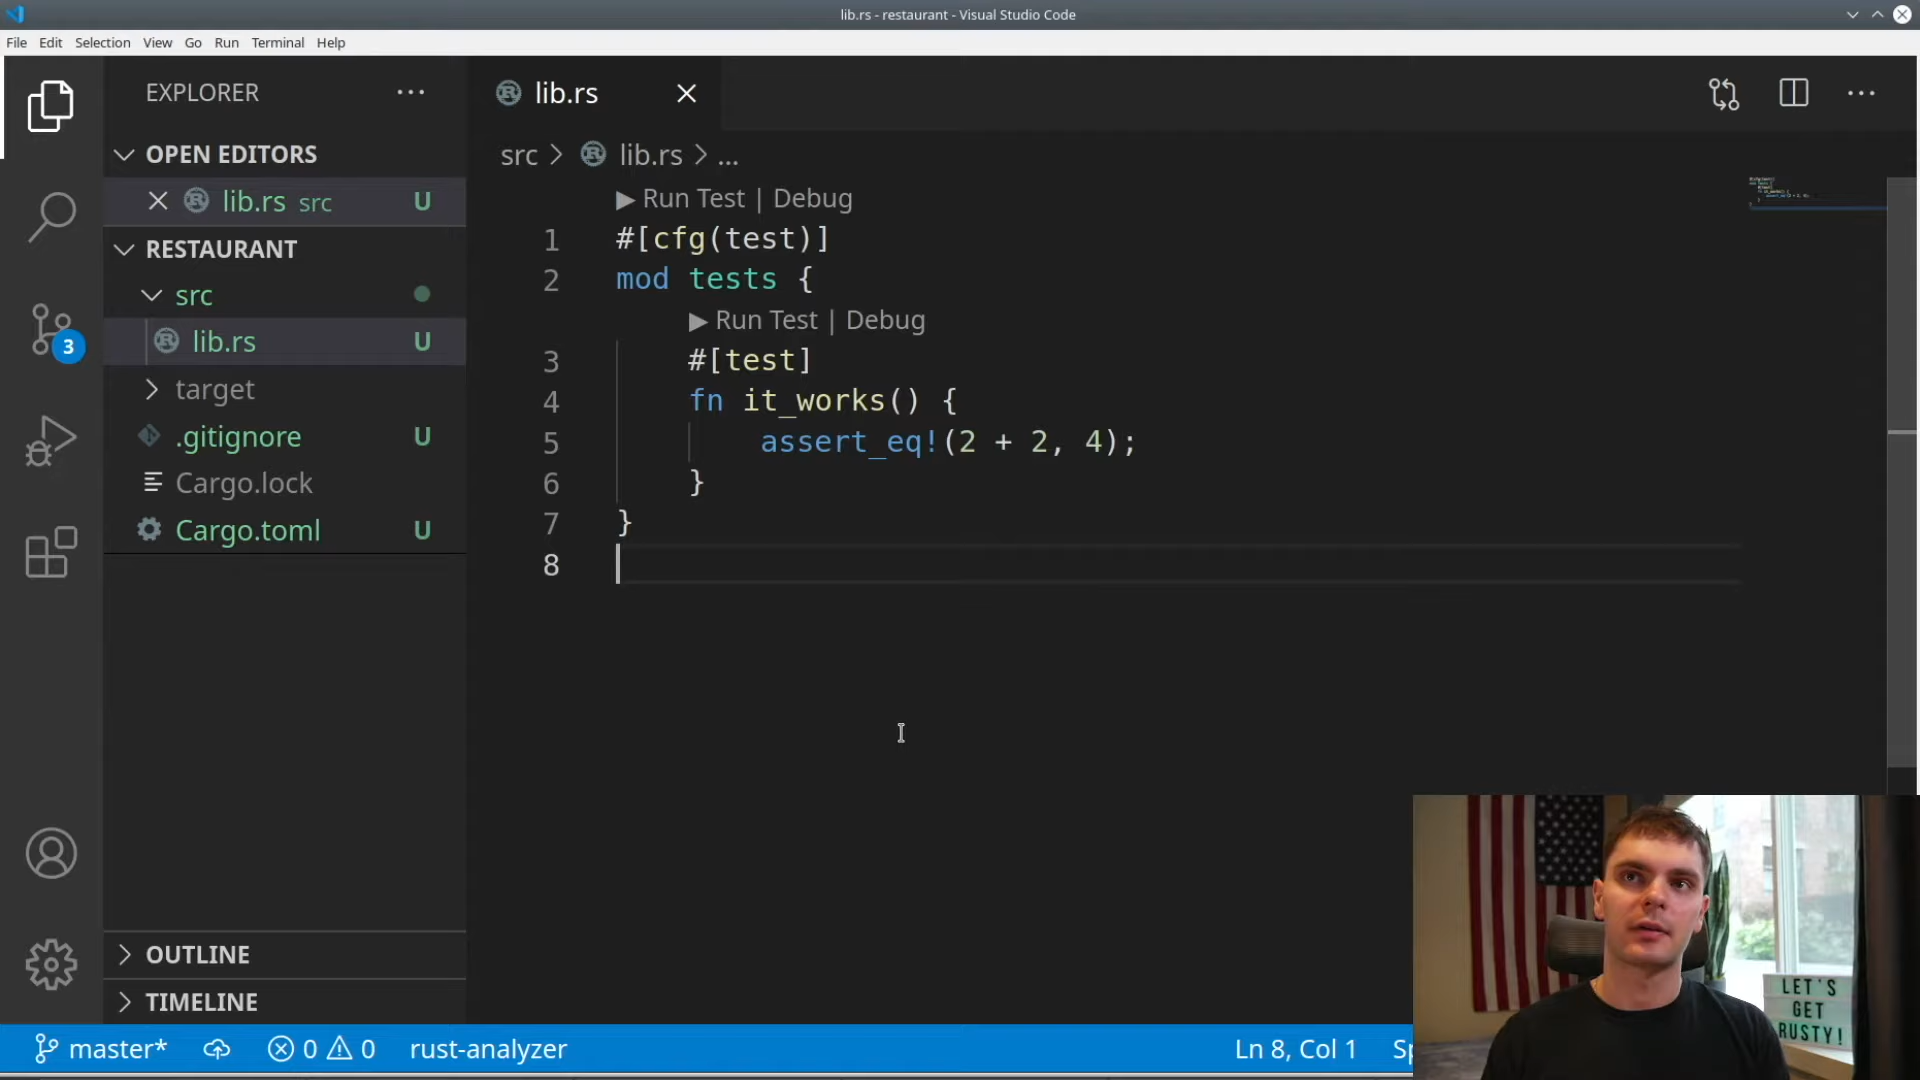 lib.rs - restaurant - Visual Studio Code
File Edit Selection View Go Run Terminal Help
EXPLORER
OPEN EDITORS
lib.rs src U
RESTAURANT
src
lib.rs U
target
.gitignore U
Cargo.lock
Cargo.toml U
OUTLINE
TIMELINE
3
lib.rs
src > lib.rs > ...
Run Test | Debug
1 #[cfg(test)]
2 mod tests {
Run Test | Debug
3 #[test]
4 fn it_works() {
5 assert_eq!(2 + 2, 4);
6 }
7 }
8
master* 0 0 rust-analyzer Ln 8, Col 1 Sp
LET'S
GET
RUSTY!